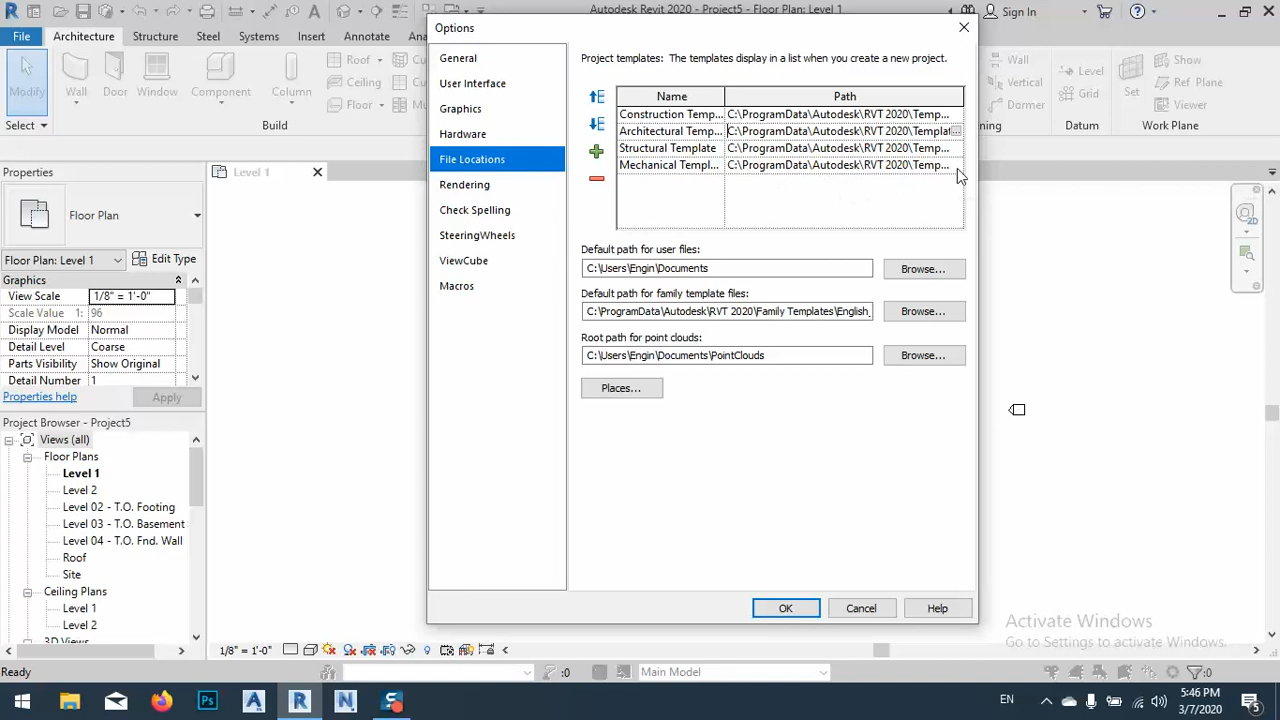 Autodesk Revit 2020 - Floor Plan: Level 1
Sign In
File
Architecture
Structure
Steel
Systems
Insert
Annotate
Modify
Wall
Door
Window
Component
Column
Roof
Ceiling
Floor
Select
Build
Level
Grid
Wall
Vertical
Dormer
Set
Show
Ref Plane
Viewer
Datum
Work Plane
Options
General
User Interface
Graphics
Hardware
File Locations
Rendering
Check Spelling
SteeringWheels
ViewCube
Macros
Project templates: The templates display in a list when you create a new project.
Name Path
Construction Temp... C:\ProgramData\Autodesk\RVT 2020\Temp...
Architectural Temp... C:\ProgramData\Autodesk\RVT 2020\Templat ...
Structural Template C:\ProgramData\Autodesk\RVT 2020\Temp...
Mechanical Templ... C:\ProgramData\Autodesk\RVT 2020\Temp...
Default path for user files:
C:\Users\Engin\Documents
Browse...
Default path for family template files:
C:\ProgramData\Autodesk\RVT 2020\Family Templates\English_
Browse...
Root path for point clouds:
C:\Users\Engin\Documents\PointClouds
Browse...
Places...
OK
Cancel
Help
Properties
Floor Plan
Floor Plan: Level 1
Edit Type
Graphics
View Scale 1/8" = 1'-0"
Scale Value 1: 96
Display Model Normal
Detail Level Coarse
Parts Visibility Show Original
Detail Number 1
Properties help
Apply
Level 1
2D
Project Browser - Project5
Views (all)
Floor Plans
Level 1
Level 2
Level 02 - T.O. Footing
Level 03 - T.O. Basement
Level 04 - T.O. Fnd. Wall
Roof
Site
Ceiling Plans
Level 1
Level 2
3D Views
Activate Windows
Go to Settings to activate Windows.
1/8" = 1'-0"
Ready
:0
Main Model
:0
EN
5:46 PM
3/7/2020
5